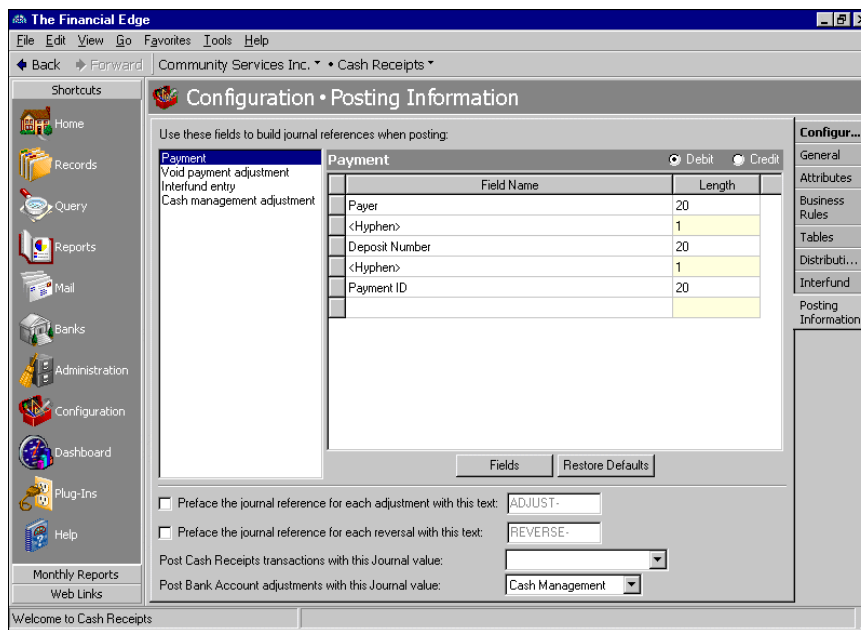 The Financial Edge
File Edit View Go Favorites Tools Help
Back Forward Community Services Inc. • Cash Receipts
Shortcuts
Home
Records
Query
Reports
Mail
Banks
Administration
Configuration
Dashboard
Plug-Ins
Help
Monthly Reports
Web Links
Configuration • Posting Information
Use these fields to build journal references when posting:
Payment
Void payment adjustment
Interfund entry
Cash management adjustment
Payment Debit Credit
Field Name Length
Payer 20
<Hyphen> 1
Deposit Number 20
<Hyphen> 1
Payment ID 20
Fields Restore Defaults
Preface the journal reference for each adjustment with this text: ADJUST-
Preface the journal reference for each reversal with this text: REVERSE-
Post Cash Receipts transactions with this Journal value:
Post Bank Account adjustments with this Journal value: Cash Management
Configur...
General
Attributes
Business
Rules
Tables
Distributi...
Interfund
Posting
Information
Welcome to Cash Receipts